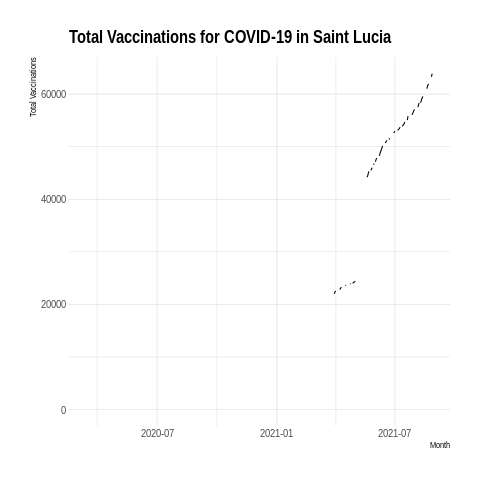 Total Vaccinations for COVID-19 in Saint Lucia
Total Vaccinations
60000
40000
20000
0
2020-07 2021-01 2021-07
Month